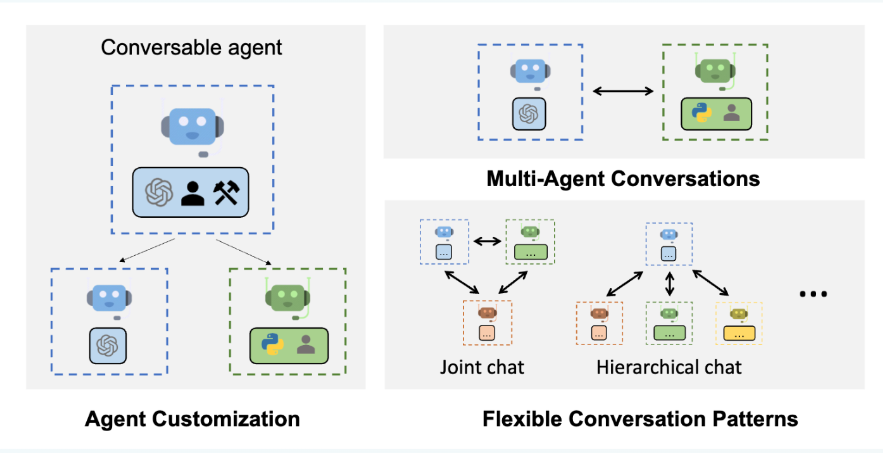 Conversable agent
Agent Customization
Multi-Agent Conversations
...
...
...
...
...
...
...
...
Joint chat
Hierarchical chat
Flexible Conversation Patterns